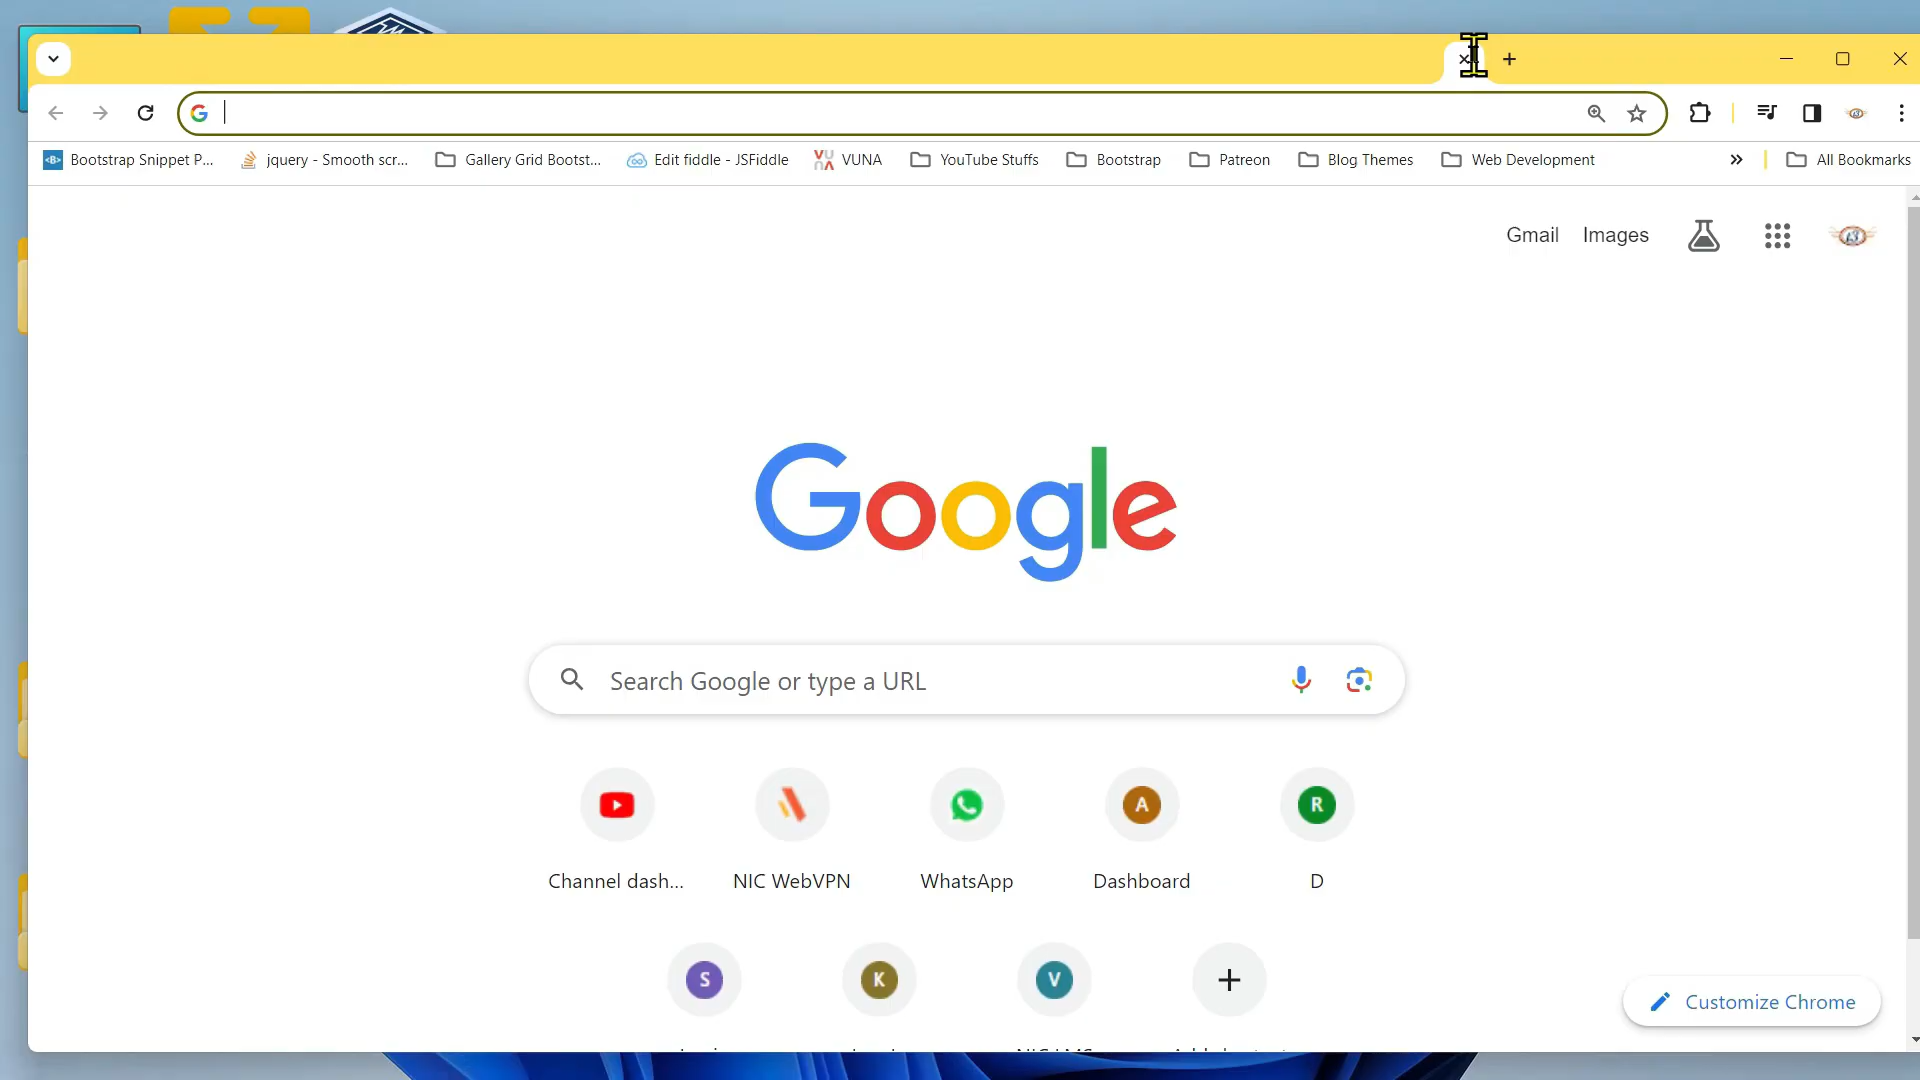 Bootstrap Snippet P... jquery - Smooth scr... Gallery Grid Bootst... Edit fiddle - JSFiddle VUNA YouTube Stuffs Bootstrap Patreon Blog Themes Web Development All Bookmarks
Gmail Images
Google
Search Google or type a URL
A R
Channel dash... NIC WebVPN WhatsApp Dashboard D
S K V
Customize Chrome